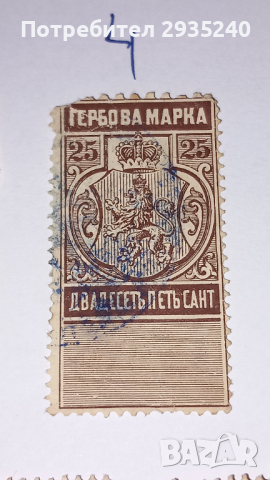 Потребител 2935240
4
ГЕРБОВА МАРКА
25 25
ДВАДЕСЕТЬ ПЕТЬ САНТ
BAZAR